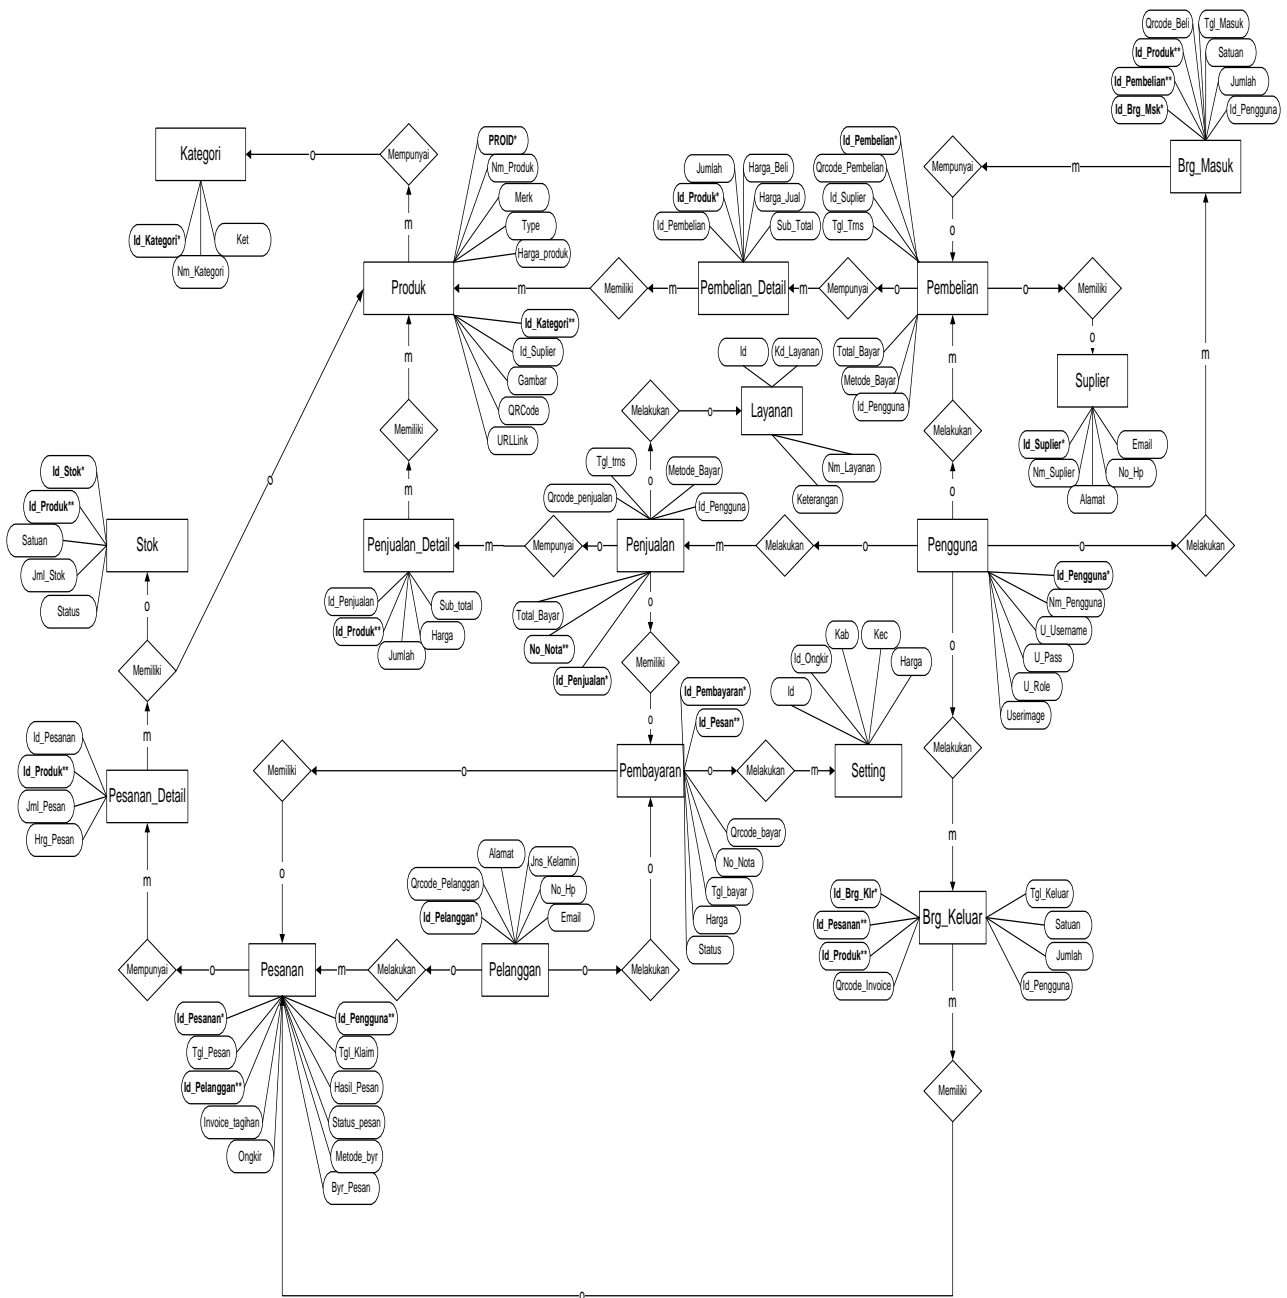 Qrcode_Beli
Tgl_Masuk
Id_Produk**
Satuan
Id_Pembelian**
Jumlah
Id_Brg_Msk*
Id_Pengguna
Brg_Masuk
m
Mempunyai
o
m
Kategori
o
Mempunyai
m
Id_Kategori*
Ket
Nm_Kategori
PROID*
Nm_Produk
Merk
Type
Harga_produk
Produk
Id_Kategori**
Id_Suplier
Gambar
QRCode
URLLink
m
Memiliki
m
Jumlah
Harga_Beli
Id_Produk*
Harga_Jual
Id_Pembelian
Sub_Total
Pembelian_Detail
m
Mempunyai
o
Id_Pembelian*
Qrcode_Pembelian
Id_Suplier
Tgl_Trns
Pembelian
o
Memiliki
o
Total_Bayar
Metode_Bayar
Id_Pengguna
m
Melakukan
o
Suplier
Id_Suplier*
Email
Nm_Suplier
No_Hp
Alamat
Id
Kd_Layanan
Layanan
Nm_Layanan
Keterangan
Melakukan
o
o
m
Memiliki
m
o
Id_Stok*
Id_Produk**
Satuan
Jml_Stok
Status
Stok
o
Memiliki
m
Tgl_trns
Metode_Bayar
Qrcode_penjualan
Id_Pengguna
Penjualan_Detail
m
Mempunyai
o
Penjualan
m
Melakukan
o
Pengguna
o
Melakukan
Id_Penjualan
Sub_total
Id_Produk**
Harga
Jumlah
Total_Bayar
No_Nota**
Id_Penjualan*
o
Memiliki
o
Id_Pengguna*
Nm_Pengguna
U_Username
U_Pass
U_Role
Userimage
o
Melakukan
m
Kab
Kec
Id_Ongkir
Harga
Id
Id_Pembayaran*
Id_Pesan**
Id_Pesanan
Id_Produk**
Jml_Pesan
Hrg_Pesan
Pesanan_Detail
m
Memiliki
o
o
Pembayaran
o
Melakukan
m
Setting
Qrcode_bayar
No_Nota
Tgl_bayar
Harga
Status
Alamat
Jns_Kelamin
Qrcode_Pelanggan
No_Hp
Id_Pelanggan*
Email
o
Id_Brg_Klr*
Tgl_Keluar
Id_Pesanan**
Satuan
Id_Produk**
Jumlah
Qrcode_Invoice
Id_Pengguna
Brg_Keluar
m
Memiliki
Mempunyai
o
Pesanan
m
Melakukan
o
Pelanggan
o
Melakukan
Id_Pesanan*
Id_Pengguna**
Tgl_Pesan
Tgl_Klaim
Id_Pelanggan**
Hasil_Pesan
Invoice_tagihan
Status_pesan
Ongkir
Metode_byr
Byr_Pesan
o